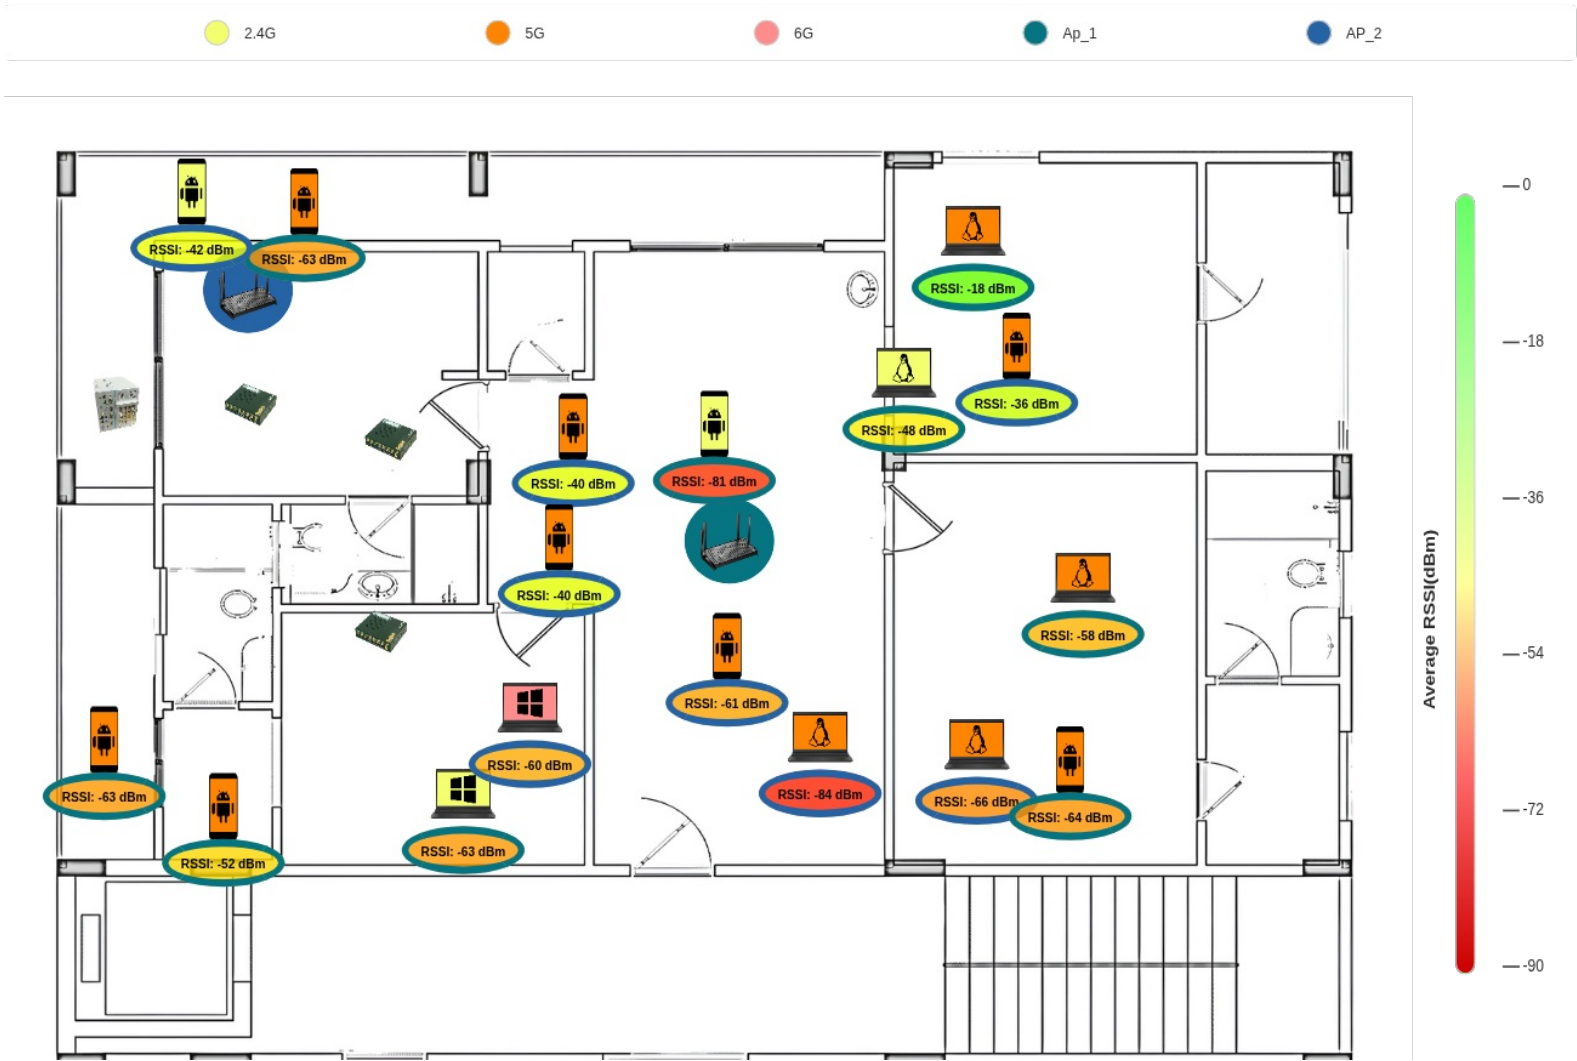 2.4G
5G
6G
Ap_1
AP_2
RSSI: -42 dBm
RSSI: -63 dBm
RSSI: -18 dBm
RSSI: -36 dBm
RSSI: -48 dBm
RSSI: -40 dBm
RSSI: -81 dBm
RSSI: -40 dBm
RSSI: -58 dBm
RSSI: -61 dBm
RSSI: -60 dBm
RSSI: -84 dBm
RSSI: -63 dBm
RSSI: -66 dBm
RSSI: -64 dBm
RSSI: -52 dBm
RSSI: -63 dBm
Average RSSI(dBm)
0
-18
-36
-54
-72
-90